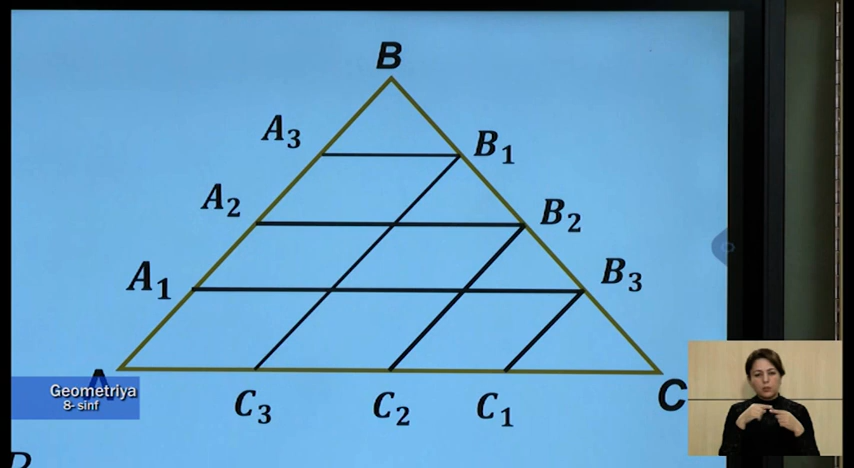 B
A₃
B₁
A₂
B₂
A₁
B₃
A
C₃
C₂
C₁
C
Geometriya
8- sinf